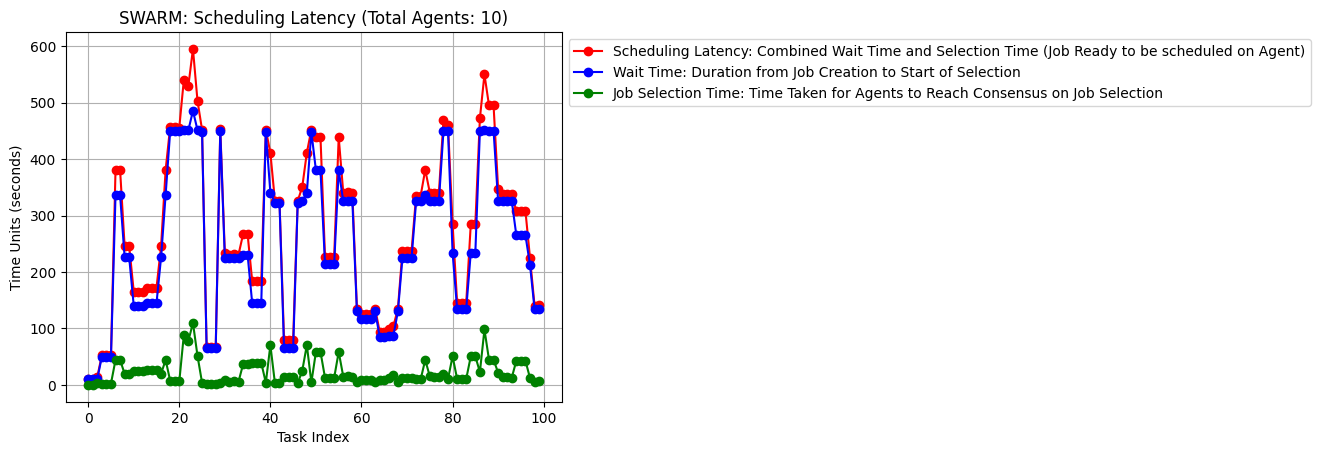 SWARM: Scheduling Latency (Total Agents: 10)
Scheduling Latency: Combined Wait Time and Selection Time (Job Ready to be scheduled on Agent)
Wait Time: Duration from Job Creation to Start of Selection
Job Selection Time: Time Taken for Agents to Reach Consensus on Job Selection
Time Units (seconds)
600
500
400
300
200
100
0
0 20 40 60 80 100
Task Index